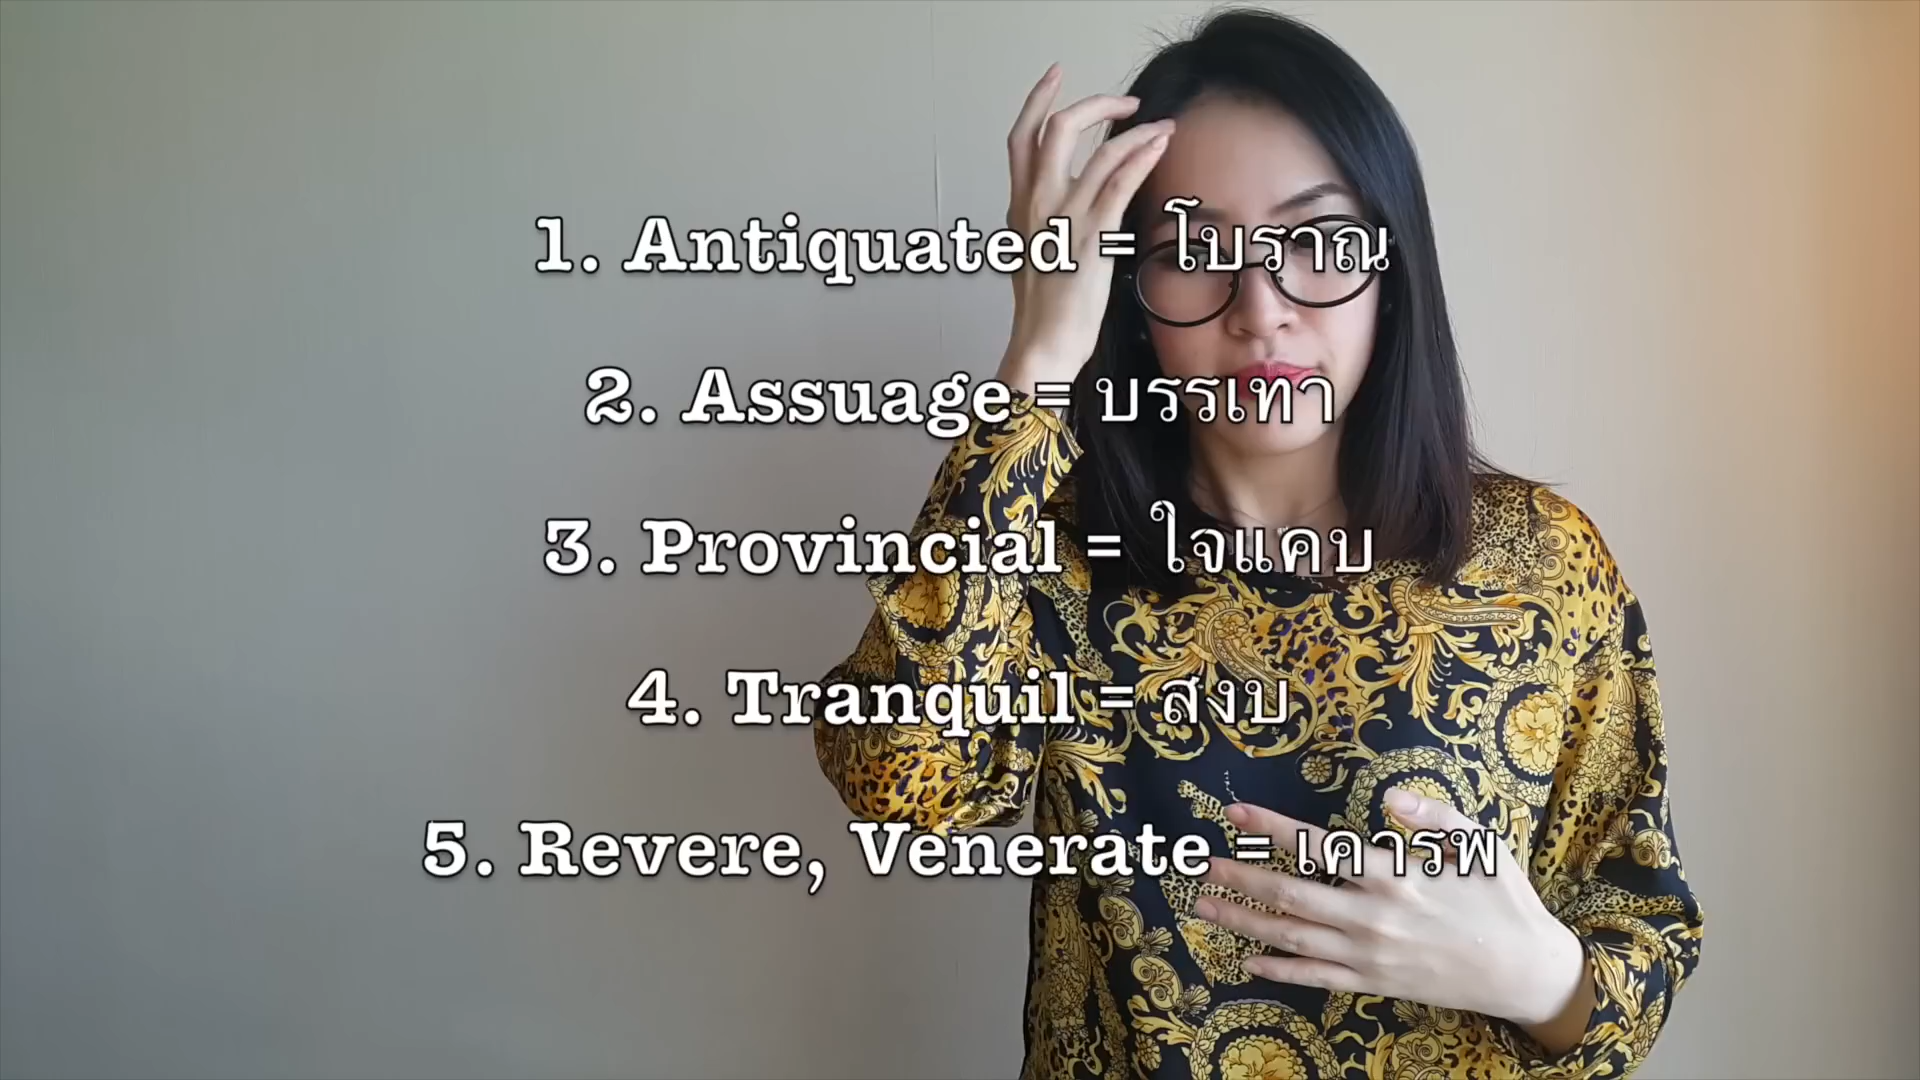 1. Antiquated = โบราณ
2. Assuage = บรรเทา
3. Provincial = ใจแคบ
4. Tranquil = สงบ
5. Revere, Venerate = เคารพ